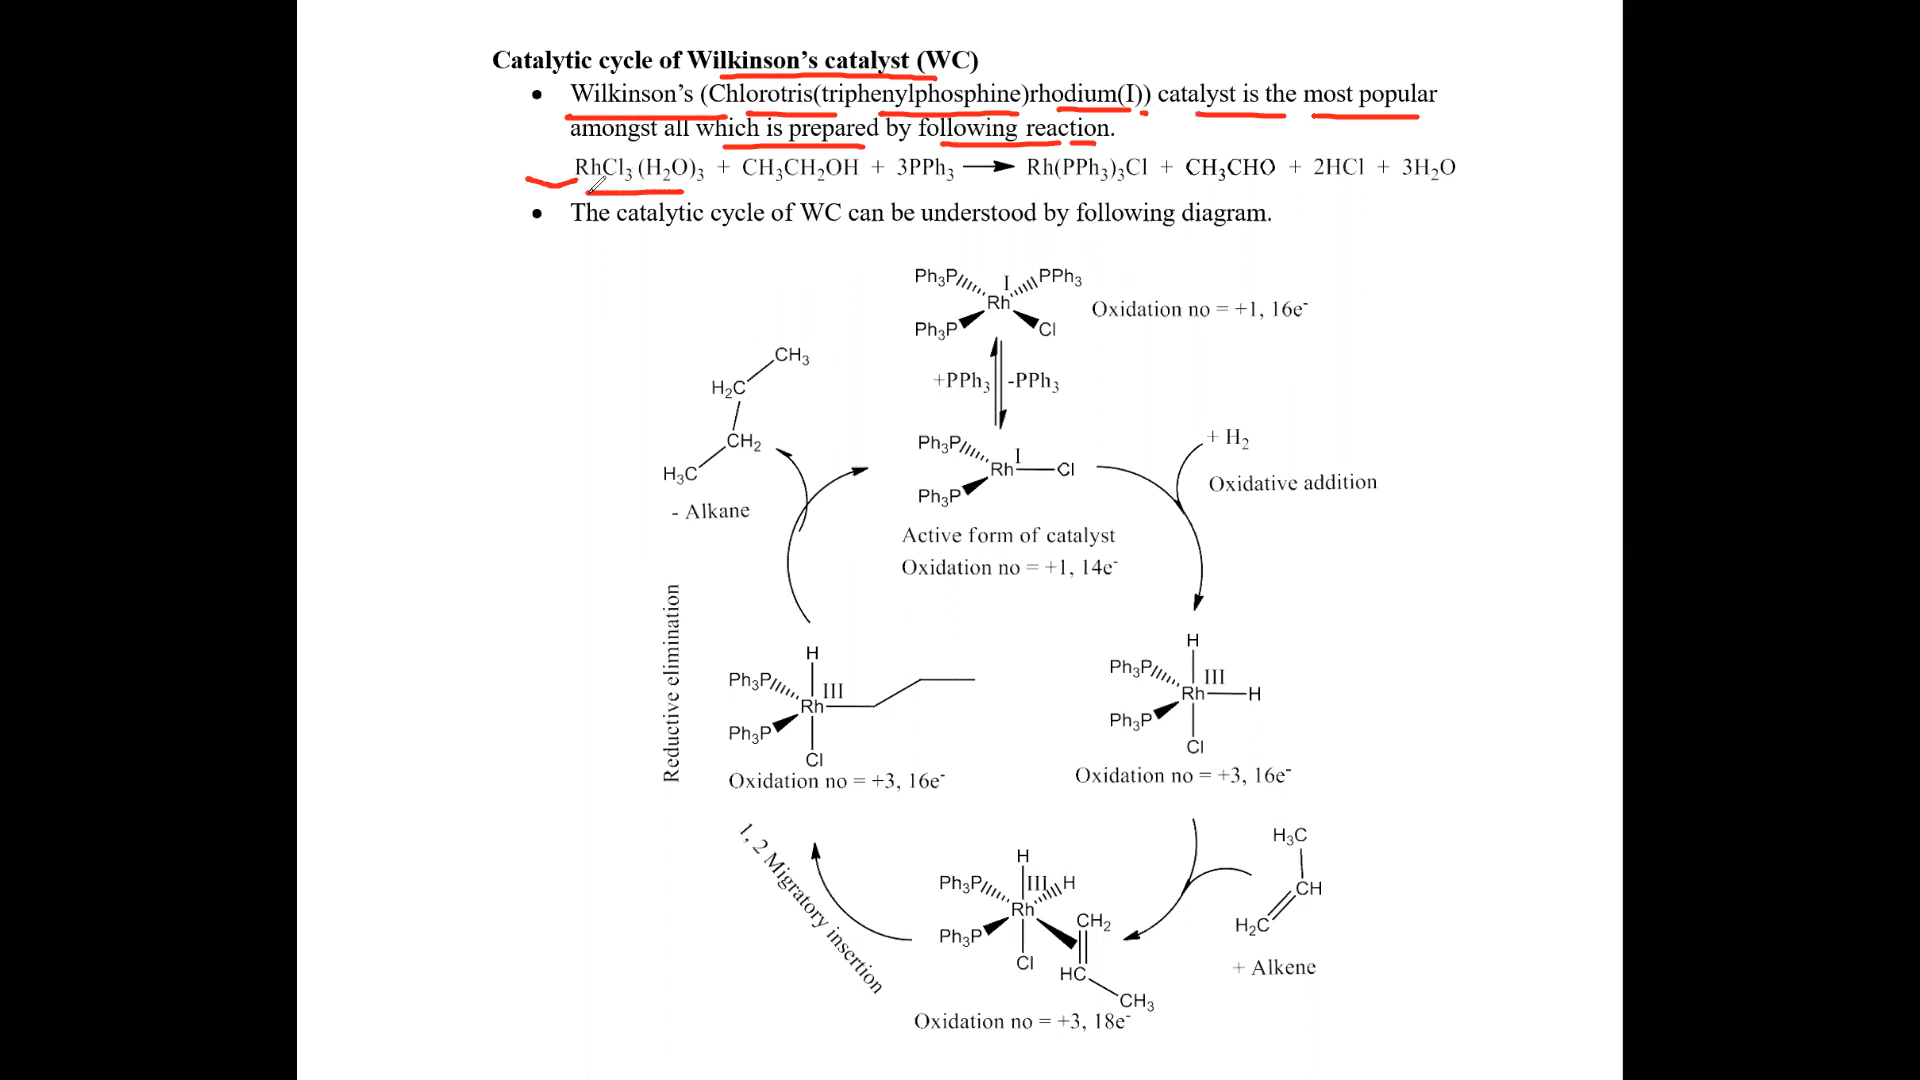 Catalytic cycle of Wilkinson's catalyst (WC)
• Wilkinson's (Chlorotris(triphenylphosphine)rhodium(I)) catalyst is the most popular
amongst all which is prepared by following reaction.
RhCl₃ (H₂O)₃ + CH₃CH₂OH + 3PPh₃ ⟶ Rh(PPh₃)₃Cl + CH₃CHO + 2HCl + 3H₂O
• The catalytic cycle of WC can be understood by following diagram.
Ph₃P I PPh₃
Rh
Ph₃P Cl
Oxidation no = +1, 16e⁻
+PPh₃ -PPh₃
CH₃
H₂C
CH₂
H₃C
- Alkane
Ph₃P I
Rh Cl
Ph₃P
Active form of catalyst
Oxidation no = +1, 14e⁻
+ H₂
Oxidative addition
Reductive elimination
H
Ph₃P III
Rh
Ph₃P
Cl
Oxidation no = +3, 16e⁻
H
Ph₃P III
Rh H
Ph₃P
Cl
Oxidation no = +3, 16e⁻
1, 2 Migratory insertion
H
Ph₃P III H
Rh
Ph₃P CH₂
Cl HC
CH₃
Oxidation no = +3, 18e⁻
H₃C
CH
H₂C
+ Alkene